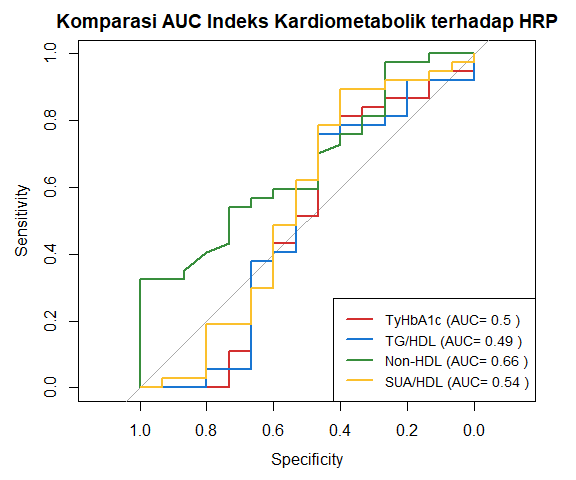 Komparasi AUC Indeks Kardiometabolik terhadap HRP
1.0
0.8
0.6
0.4
0.2
0.0
Sensitivity
TyHbA1c (AUC= 0.5 )
TG/HDL (AUC= 0.49 )
Non-HDL (AUC= 0.66 )
SUA/HDL (AUC= 0.54 )
1.0 0.8 0.6 0.4 0.2 0.0
Specificity